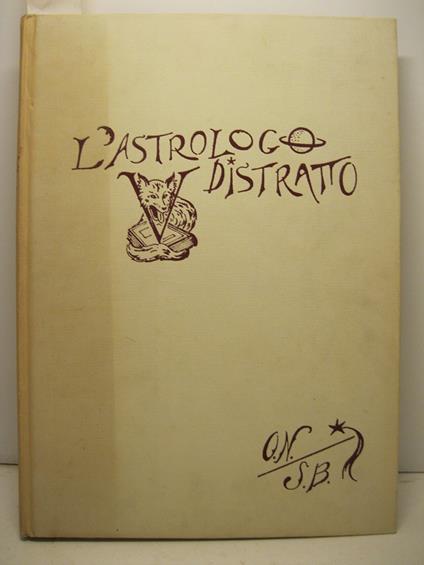 L'ASTROLOGO
DISTRATTO
V
O.N.
S.B.